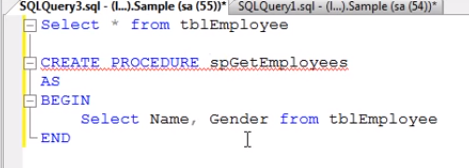 SQLQuery3.sql - (l...).Sample (sa (55))* SQLQuery1.sql - (l...).Sample (sa (54))*
Select * from tblEmployee
CREATE PROCEDURE spGetEmployees
AS
BEGIN
Select Name, Gender from tblEmployee
END